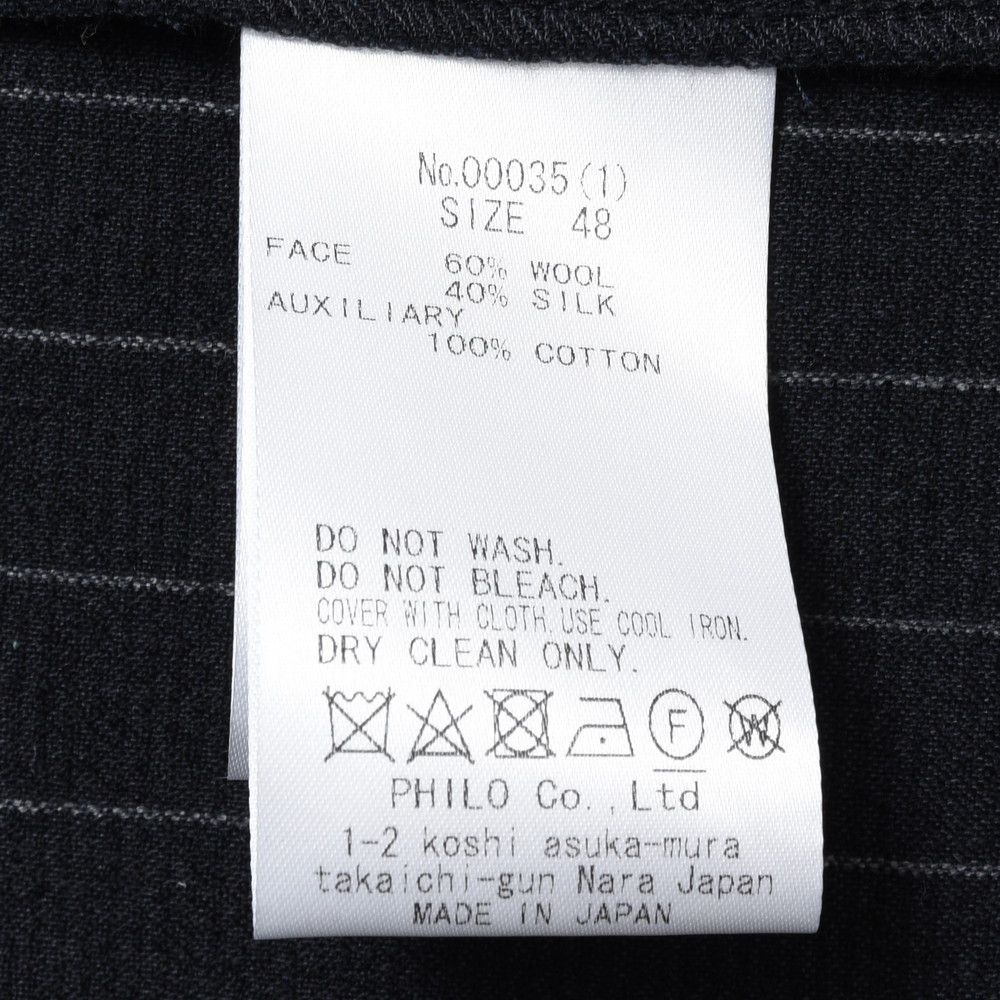 No.00035(1)
SIZE 48
FACE 60% WOOL
40% SILK
AUXILIARY
100% COTTON
DO NOT WASH.
DO NOT BLEACH.
COVER WITH CLOTH,USE COOL IRON.
DRY CLEAN ONLY.
F W
PHILO Co.,Ltd
1-2 koshi asuka-mura
takaichi-gun Nara Japan
MADE IN JAPAN